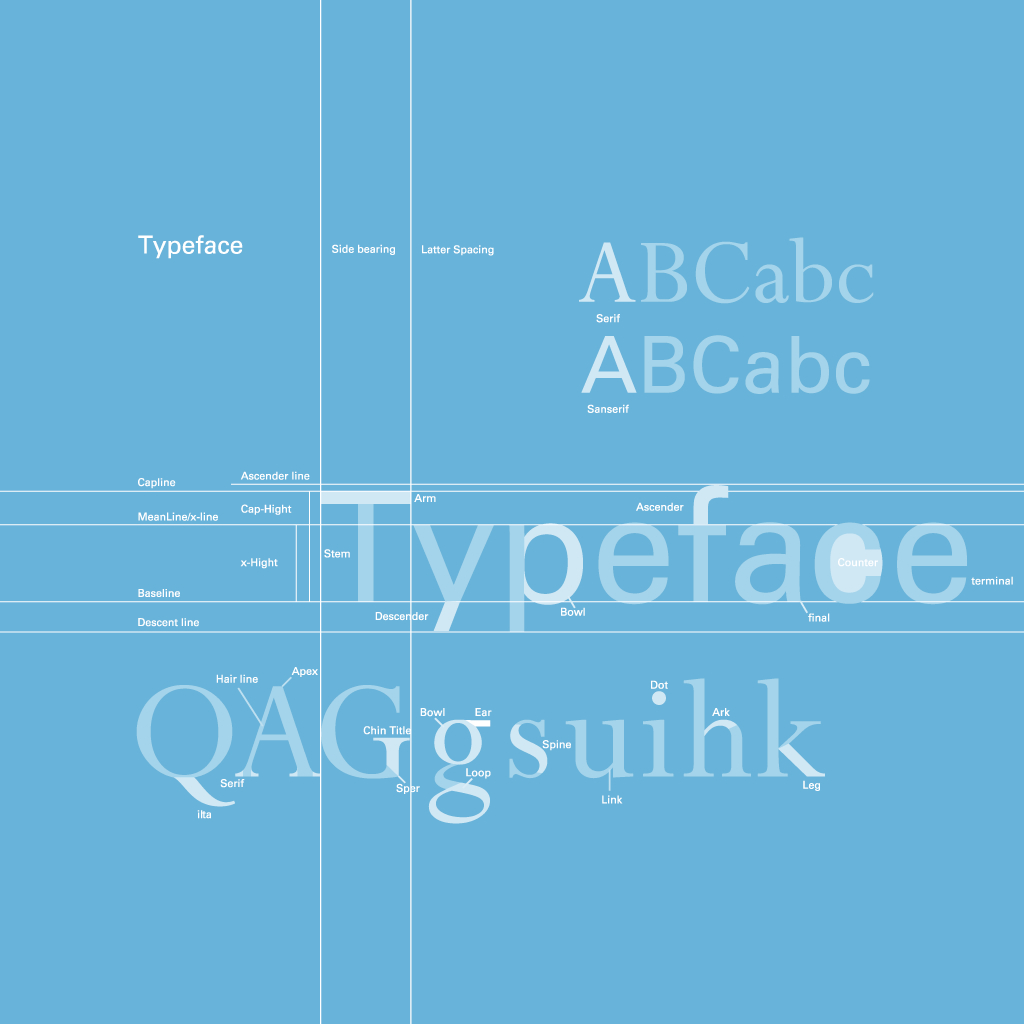 Typeface
Side bearing
Latter Spacing
ABCabc
Serif
ABCabc
Sanserif
Ascender line
Capline
Arm
Cap-Hight
Ascender
MeanLine/x-line
Typeface
Stem
x-Hight
Counter
terminal
Baseline
Bowl
Descender
final
Descent line
Apex
Hair line
Dot
Bowl
Ear
Ark
Chin Title
QAGgsuihk
Spine
Loop
Serif
Sper
Leg
Link
ilta